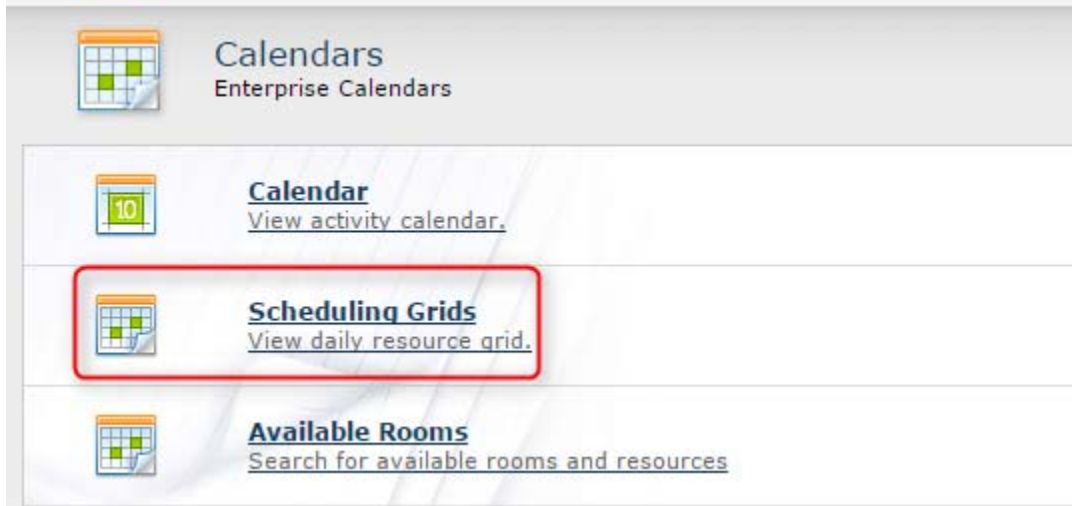 Calendars
Enterprise Calendars
10
Calendar
View activity calendar.
Scheduling Grids
View daily resource grid.
Available Rooms
Search for available rooms and resources